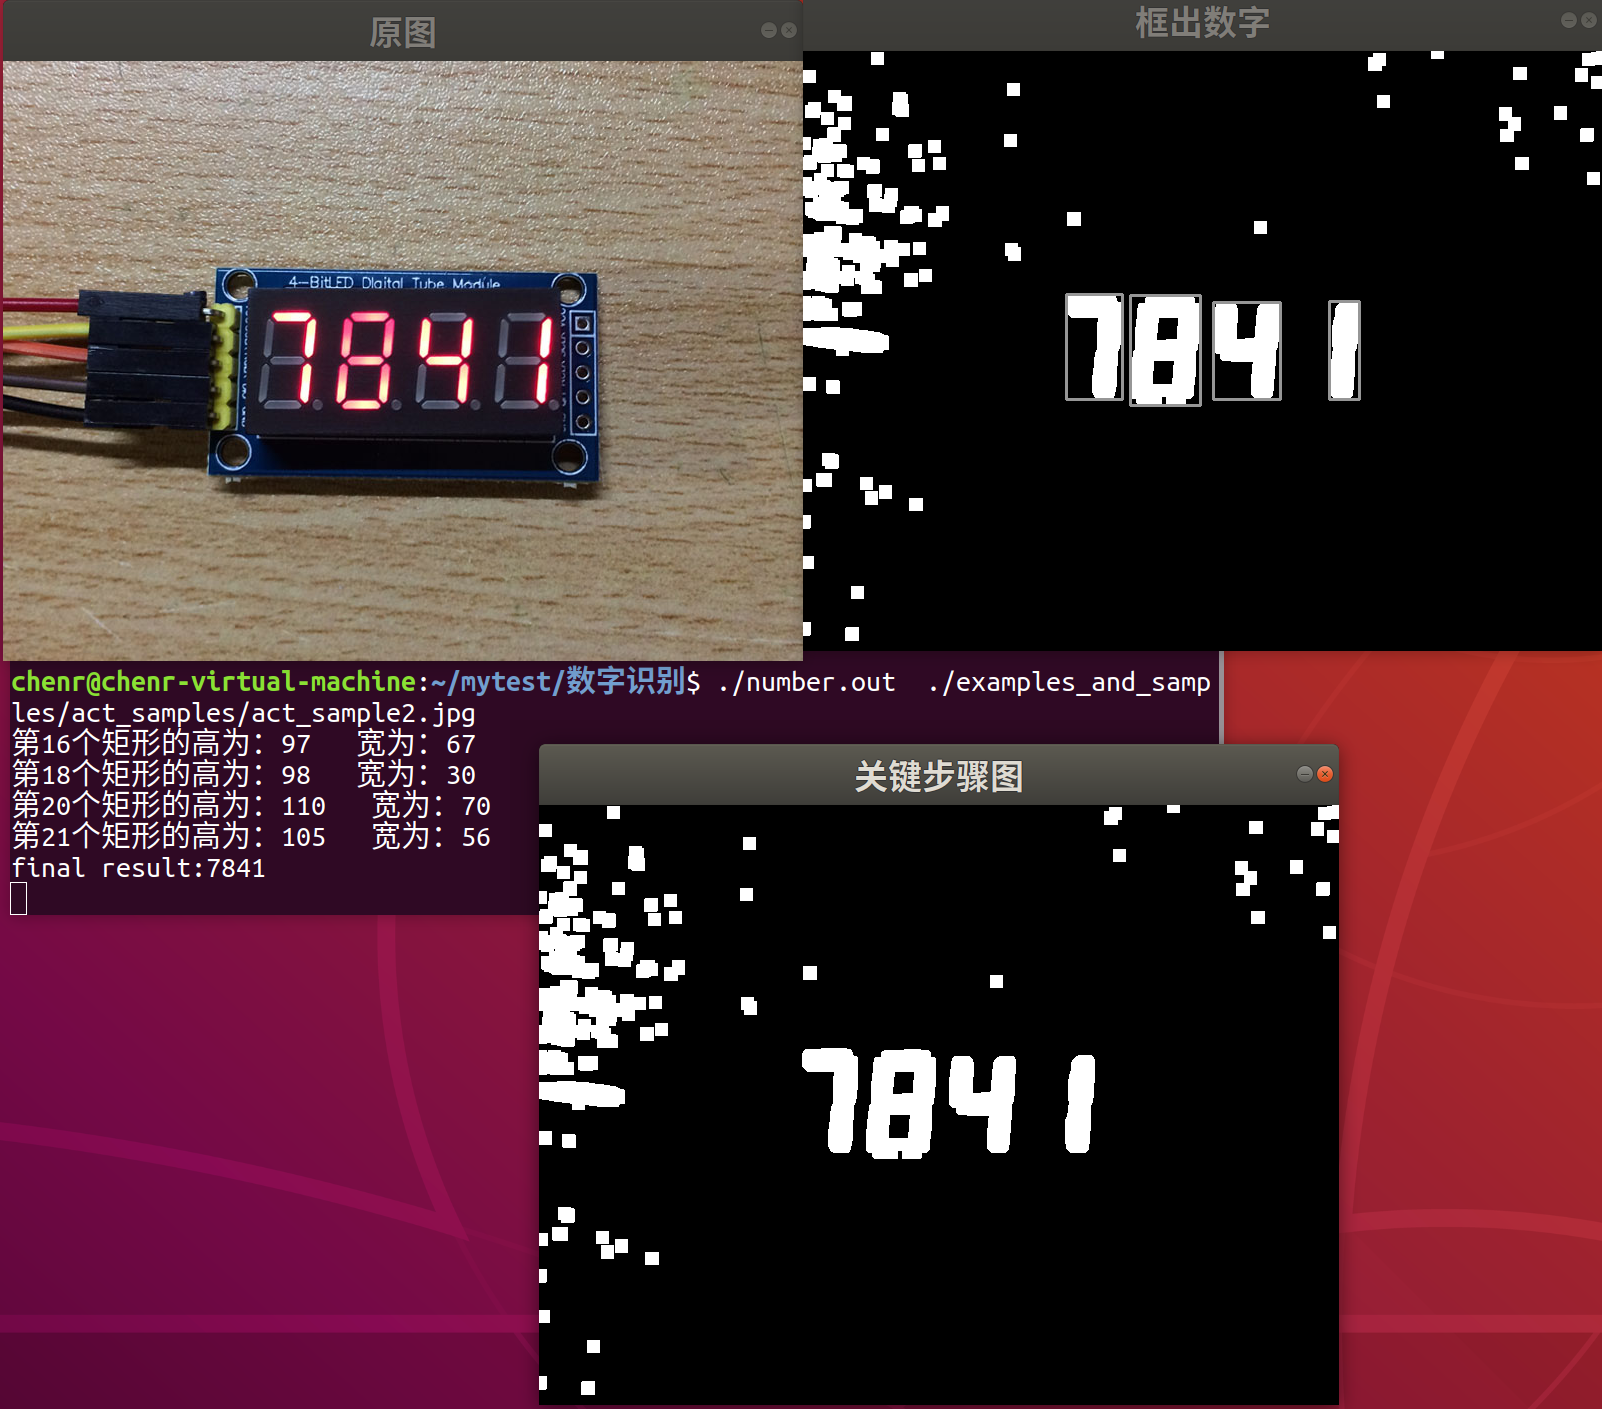 原图
框出数字
4-BitLED Digital Tube Module
7841
7841
chenr@chenr-virtual-machine:~/mytest/数字识别$ ./number.out  ./examples_and_samp
les/act_samples/act_sample2.jpg
第16个矩形的高为：97   宽为：67
第18个矩形的高为：98   宽为：30
第20个矩形的高为：110   宽为：70
第21个矩形的高为：105   宽为：56
final result:7841
关键步骤图
7841